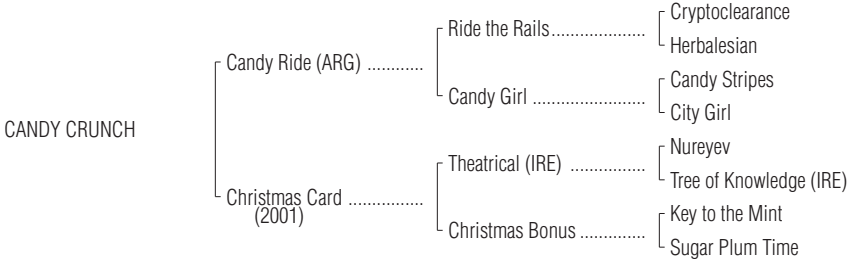 Cryptoclearance
Ride the Rails.....................
Herbalesian
Candy Ride (ARG) ............
Candy Stripes
Candy Girl .........................
City Girl
CANDY CRUNCH
Nureyev
Theatrical (IRE) .................
Tree of Knowledge (IRE)
Christmas Card ................
(2001)
Key to the Mint
Christmas Bonus ..............
Sugar Plum Time